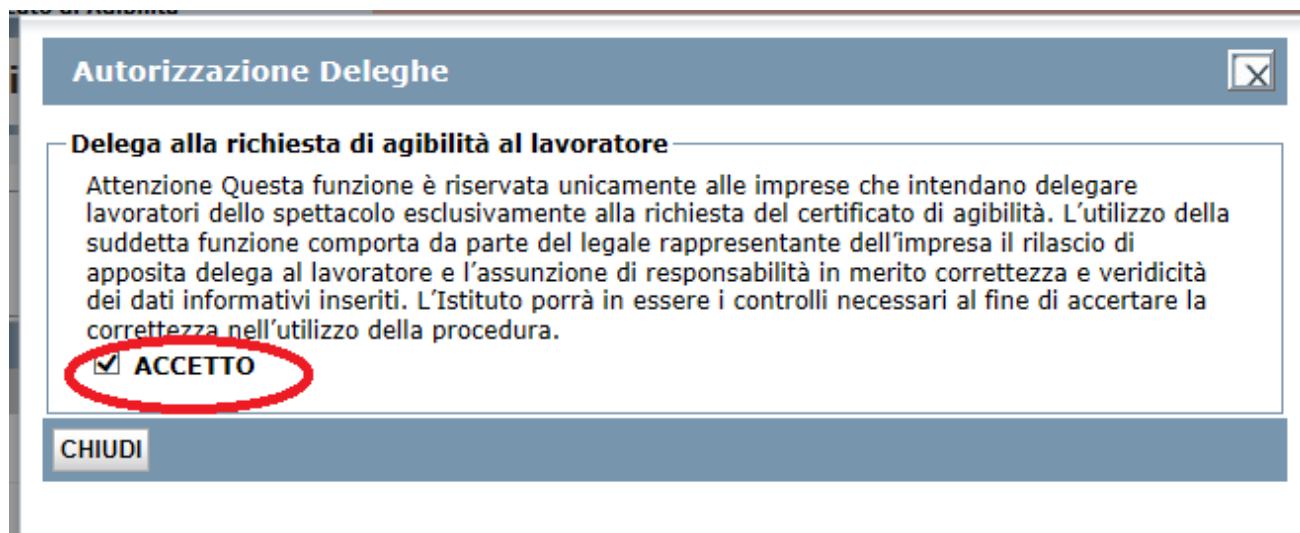 Autorizzazione Deleghe
Delega alla richiesta di agibilità al lavoratore
Attenzione Questa funzione è riservata unicamente alle imprese che intendano delegare
lavoratori dello spettacolo esclusivamente alla richiesta del certificato di agibilità. L’utilizzo della
suddetta funzione comporta da parte del legale rappresentante dell’impresa il rilascio di
apposita delega al lavoratore e l’assunzione di responsabilità in merito correttezza e veridicità
dei dati informativi inseriti. L’Istituto porrà in essere i controlli necessari al fine di accertare la
correttezza nell’utilizzo della procedura.
ACCETTO
CHIUDI